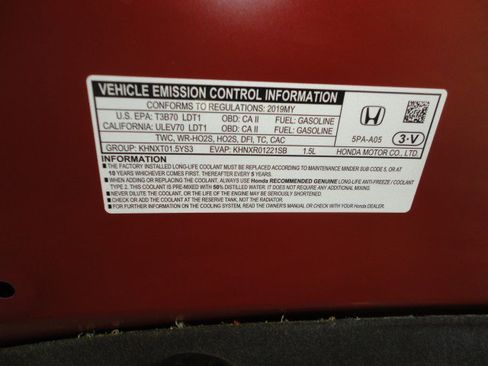 VEHICLE EMISSION CONTROL INFORMATION
CONFORMS TO REGULATIONS: 2019MY
U.S. EPA: T3B70 LDT1 OBD: CA II FUEL: GASOLINE
CALIFORNIA: ULEV70 LDT1 OBD: CA II FUEL: GASOLINE
TWC, WR-HO2S, HO2S, DFI, TC, CAC
GROUP: KHNXT01.5YS3 EVAP: KHNXR01221SB 1.5L
5PA-A05 3-V
HONDA MOTOR CO., LTD.
INFORMATION
■ THE FACTORY INSTALLED LONG-LIFE COOLANT MUST BE REPLACED ACCORDING TO MAINTENANCE MINDER SUB CODE 5, OR AT
10 YEARS WHICHEVER COMES FIRST. THEREAFTER EVERY 5 YEARS.
■ WHEN ADDING OR REPLACING THE COOLANT, ALWAYS USE Honda RECOMMENDED GENUINE LONG-LIFE ANTI-FREEZE / COOLANT
TYPE 2. THIS COOLANT IS PRE-MIXED WITH 50% DISTILLED WATER. IT DOES NOT REQUIRE ANY ADDITIONAL MIXING.
■ NEVER DILUTE THE COOLANT, OR THE LIFE OF THE ENGINE OR COOLANT WILL BE SHORTENED.
■ CHECK OR ADD THE COOLANT AT THE RESERVE TANK, NOT THE RADIATOR.
■ FOR FURTHER INFORMATION ON THE COOLING SYSTEM, READ THE OWNER'S MANUAL OR CHECK WITH YOUR Honda DEALER.